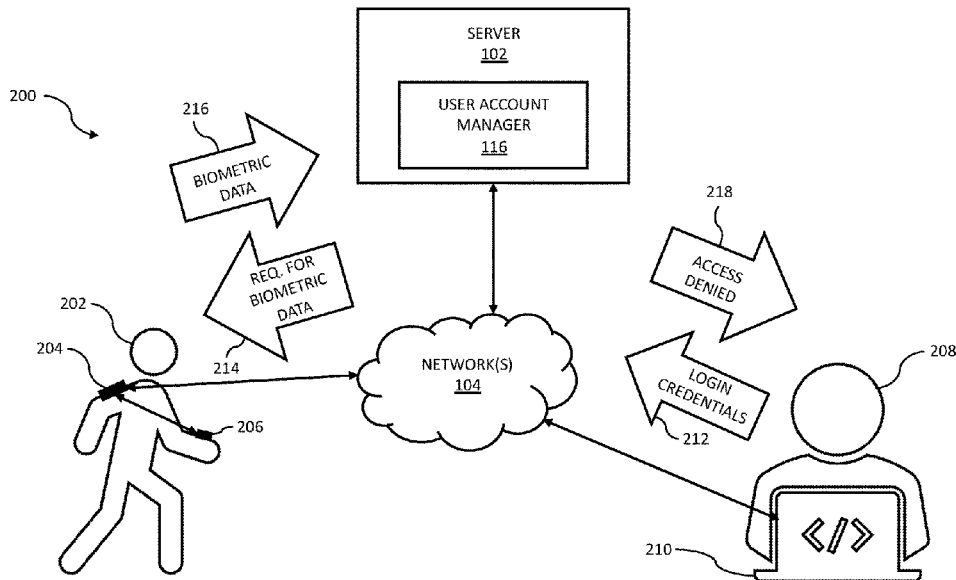 SERVER
102
USER ACCOUNT
MANAGER
116
200
216
BIOMETRIC
DATA
218
ACCESS
DENIED
REQ. FOR
BIOMETRIC
DATA
202
204
214
NETWORK(S)
104
LOGIN
CREDENTIALS
208
206
212
</>
210